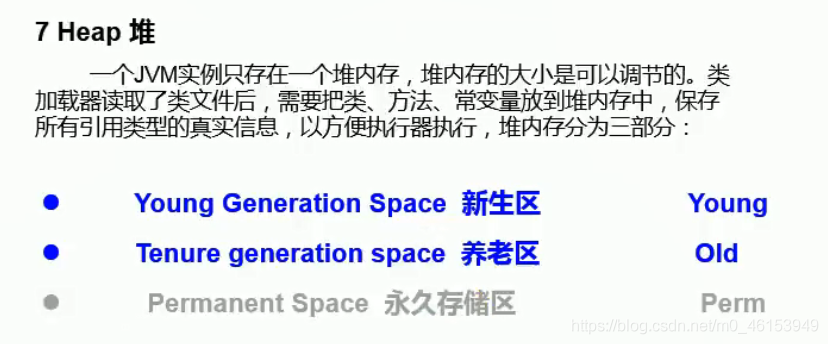 7 Heap 堆
一个JVM实例只存在一个堆内存，堆内存的大小是可以调节的。类
加载器读取了类文件后，需要把类、方法、常变量放到堆内存中，保存
所有引用类型的真实信息，以方便执行器执行，堆内存分为三部分：
● Young Generation Space 新生区 Young
● Tenure generation space 养老区 Old
● Permanent Space 永久存储区 Perm
https://blog.csdn.net/m0_46153949